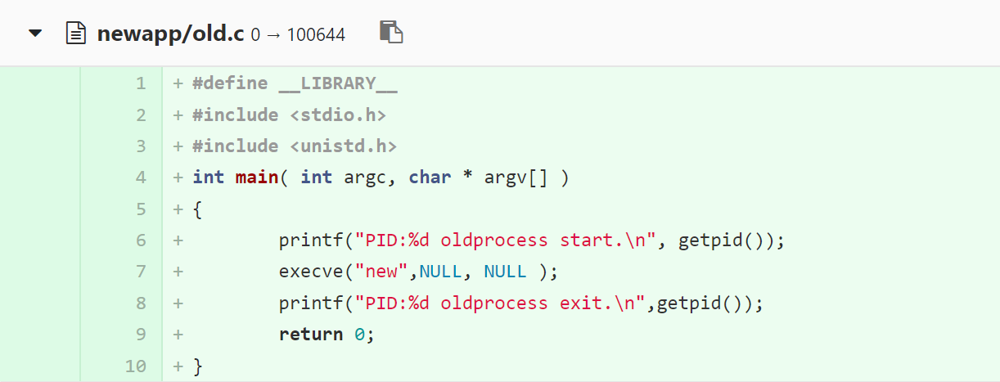 newapp/old.c 0 → 100644
1 + #define __LIBRARY__
2 + #include <stdio.h>
3 + #include <unistd.h>
4 + int main( int argc, char * argv[] )
5 + {
6 + printf("PID:%d oldprocess start.\n", getpid());
7 + execve("new",NULL, NULL );
8 + printf("PID:%d oldprocess exit.\n",getpid());
9 + return 0;
10 + }